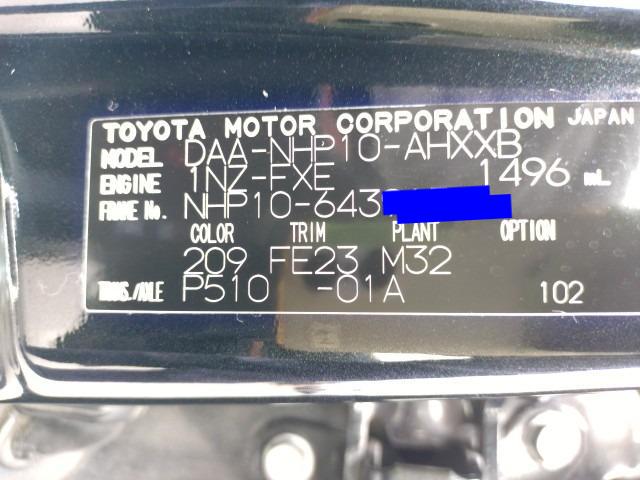 TOYOTA MOTOR CORPORATION JAPAN
MODEL DAA-NHP10-AHXXB
ENGINE 1NZ-FXE 1496 mL
FRAME No. NHP10-643
COLOR TRIM PLANT OPTION
209 FE23 M32
TRANS./AXLE P510 -01A 102